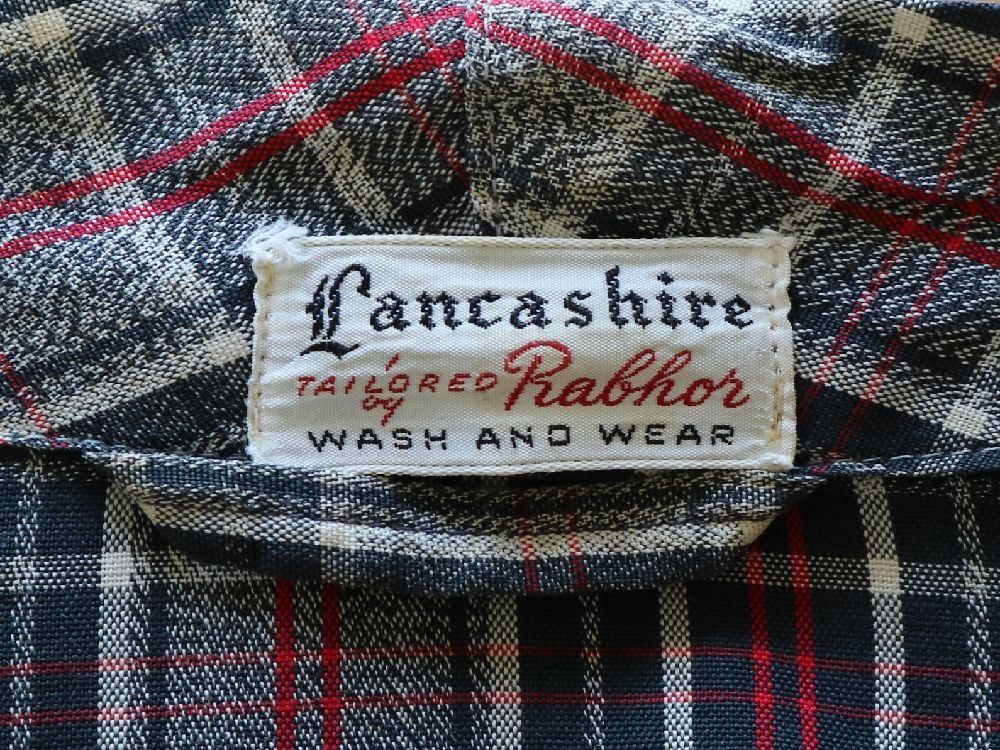 Lancashire
TAILORED by Rabhor
WASH AND WEAR